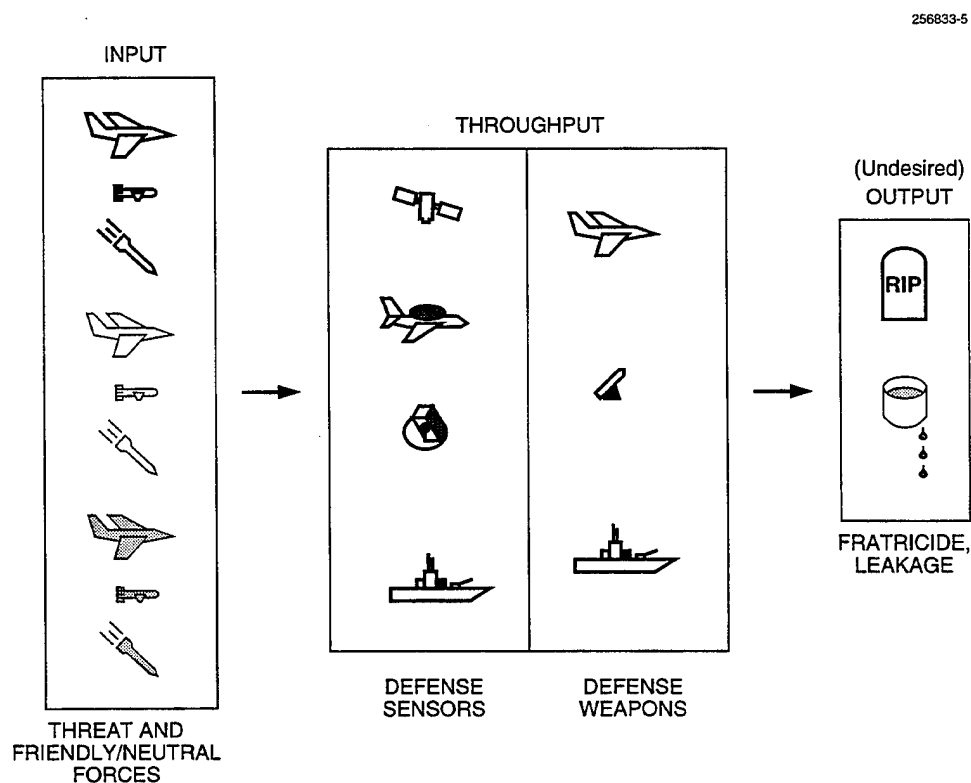 256833-5
INPUT
THROUGHPUT
(Undesired)
OUTPUT
RIP
FRATRICIDE,
LEAKAGE
DEFENSE
SENSORS
DEFENSE
WEAPONS
THREAT AND
FRIENDLY/NEUTRAL
FORCES